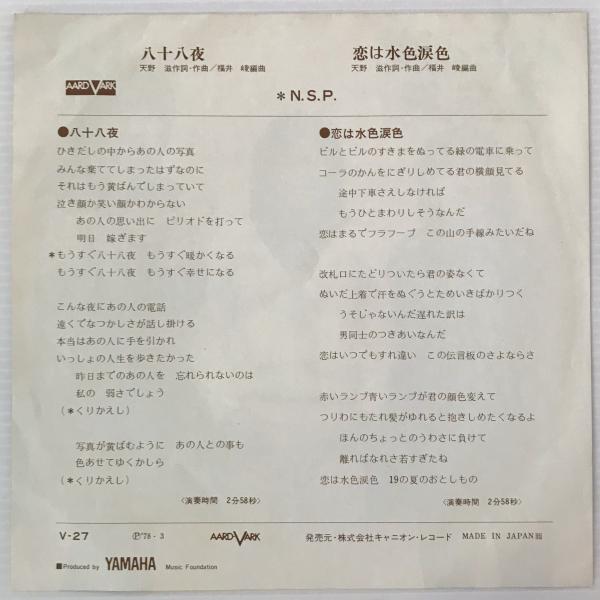 八十八夜
天野 滋作詞・作曲/福井 峻編曲
恋は水色涙色
天野 滋作詞・作曲/福井 峻編曲
AARDVARK
*N.S.P.
●八十八夜
ひきだしの中からあの人の写真
みんな棄ててしまったはずなのに
それはもう黄ばんでしまっていて
泣き顔か笑い顔かわからない
あの人の思い出に ピリオドを打って
明日 嫁ぎます
*もうすぐ八十八夜 もうすぐ暖かくなる
もうすぐ八十八夜 もうすぐ幸せになる
こんな夜にあの人の電話
遠くでなつかしさが話し掛ける
本当はあの人に手を引かれ
いっしょの人生を歩きたかった
昨日までのあの人を 忘れられないのは
私の 弱さでしょう
(*くりかえし)
写真が黄ばむように あの人との事も
色あせてゆくかしら
(*くりかえし)
〈演奏時間 2分58秒〉
●恋は水色涙色
ビルとビルのすきまをぬってる緑の電車に乗って
コーラのかんをにぎりしめてる君の横顔見てる
途中下車さえしなければ
もうひとまわりしそうなんだ
恋はまるでフラフープ この山の手線みたいだね
改札口にたどりついたら君の姿なくて
ぬいだ上着で汗をぬぐうとためいきばかりつく
うそじゃないんだ遅れた訳は
男同士のつきあいなんだ
恋はいつでもすれ違い この伝言板のさよならさ
赤いランプ青いランプが君の顔色変えて
つりわにもたれ髪がゆれると抱きしめたくなるよ
ほんのちょっとのうわさに負けて
離ればなれさ若すぎたね
恋は水色涙色 19の夏のおとしもの
〈演奏時間 2分58秒〉
V-27
Ⓟ'78・3
AARDVARK
発売元・株式会社キャニオン・レコード
MADE IN JAPAN
■Produced by YAMAHA Music Foundation